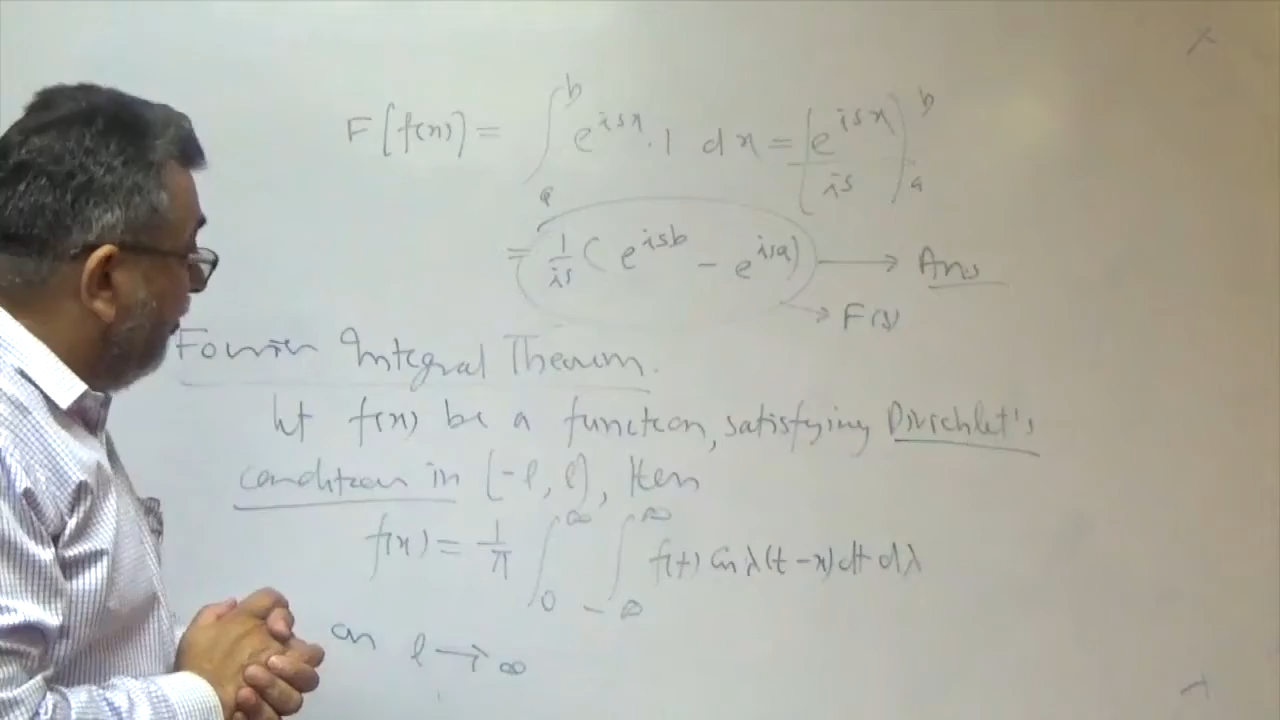 F[f(x)] = ∫_a^b e^{isx}.1 dx = [e^{isx}/is]_a^b
= 1/is (e^{isb} - e^{isa}) → Ans
→ F(s)
Fourier Integral Theorem.
let f(x) be a function, satisfying Dirichlet's
condition in [-l, l], then
f(x) = 1/π ∫_0^∞ ∫_{-∞}^∞ f(t) cos λ(t-x) dt dλ
as l → ∞